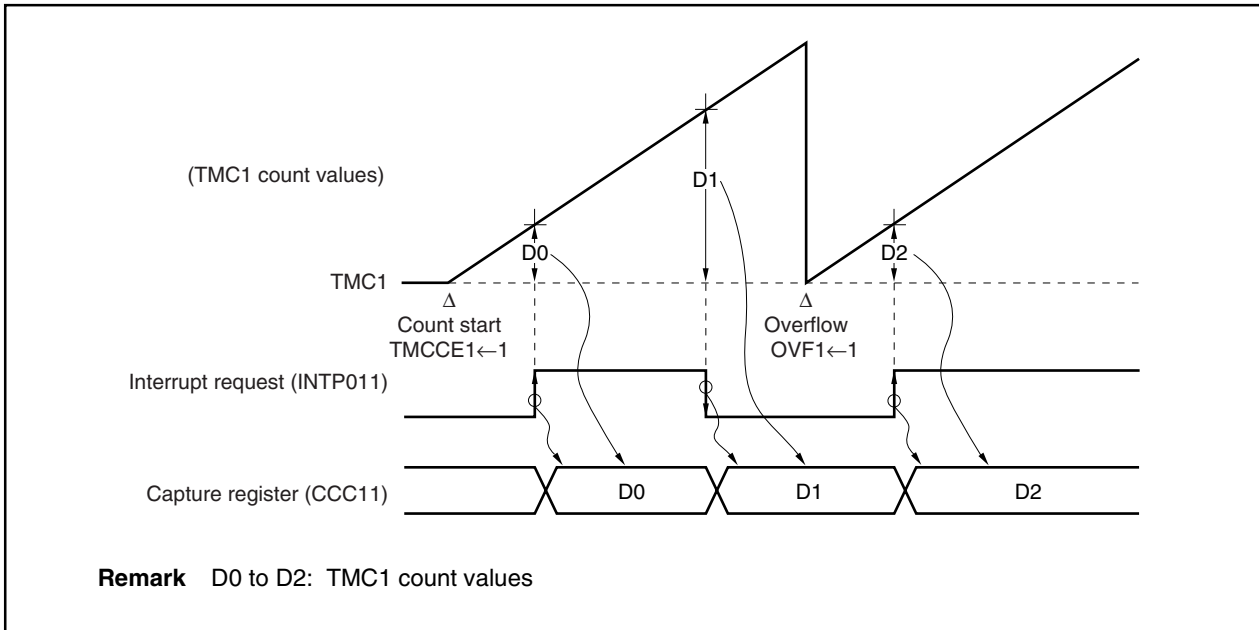 (TMC1 count values)
D1
D0
D2
TMC1
Δ
Δ
Count start
TMCCE1←1
Overflow
OVF1←1
Interrupt request (INTP011)
Capture register (CCC11)
D0
D1
D2
Remark D0 to D2: TMC1 count values